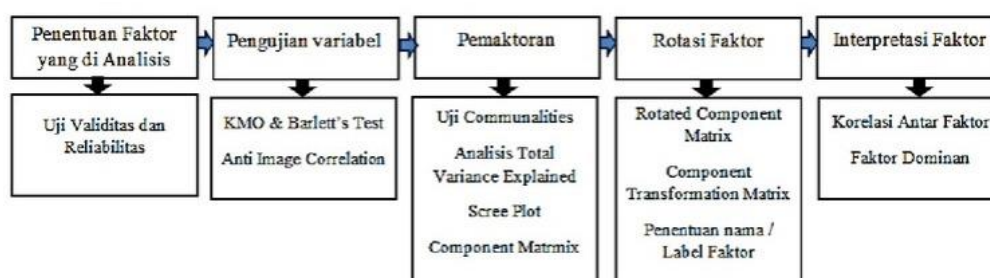 Penentuan Faktor
yang di Analisis
Uji Validitas dan
Reliabilitas
Pengujian variabel
KMO & Barlett's Test
Anti Image Correlation
Pemaktoran
Uji Communalities
Analisis Total
Variance Explained
Scree Plot
Component Matrmix
Rotasi Faktor
Rotated Component
Matrix
Component
Transformation Matrix
Penentuan nama /
Label Faktor
Interpretasi Faktor
Korelasi Antar Faktor
Faktor Dominan